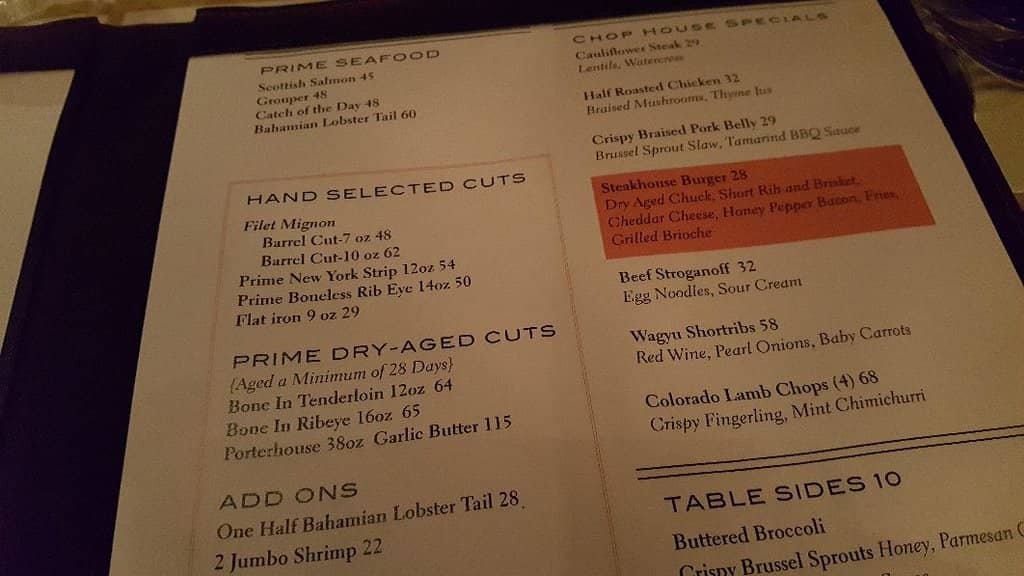 PRIME SEAFOOD
Scottish Salmon 45
Grouper 48
Catch of the Day 48
Bahamian Lobster Tail 60
HAND SELECTED CUTS
Filet Mignon
Barrel Cut-7 oz 48
Barrel Cut-10 oz 62
Prime New York Strip 12oz 54
Prime Boneless Rib Eye 14oz 50
Flat iron 9 oz 29
PRIME DRY-AGED CUTS
{Aged a Minimum of 28 Days}
Bone In Tenderloin 12oz 64
Bone In Ribeye 16oz 65
Porterhouse 38oz Garlic Butter 115
ADD ONS
One Half Bahamian Lobster Tail 28
2 Jumbo Shrimp 22
CHOP HOUSE SPECIALS
Cauliflower Steak 29
Lentils, Watercress
Half Roasted Chicken 32
Braised Mushrooms, Thyme Jus
Crispy Braised Pork Belly 29
Brussel Sprout Slaw, Tamarind BBQ Sauce
Steakhouse Burger 28
Dry Aged Chuck, Short Rib and Brisket,
Cheddar Cheese, Honey Pepper Bacon, Fries,
Grilled Brioche
Beef Stroganoff 32
Egg Noodles, Sour Cream
Wagyu Shortribs 58
Red Wine, Pearl Onions, Baby Carrots
Colorado Lamb Chops (4) 68
Crispy Fingerling, Mint Chimichurri
TABLE SIDES 10
Buttered Broccoli
Crispy Brussel Sprouts Honey, Parmesan